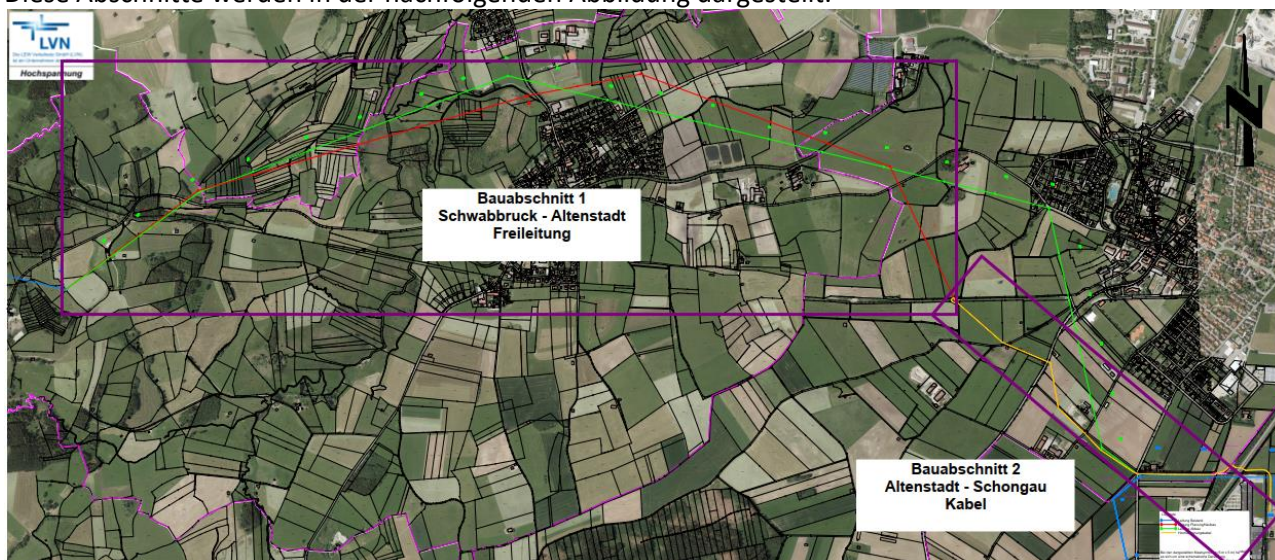 Diese Abschnitte werden in der nachfolgenden Abbildung dargestellt:
LVN
Hochspannung
N
Bauabschnitt 1
Schwabbruck - Altenstadt
Freileitung
Bauabschnitt 2
Altenstadt - Schongau
Kabel